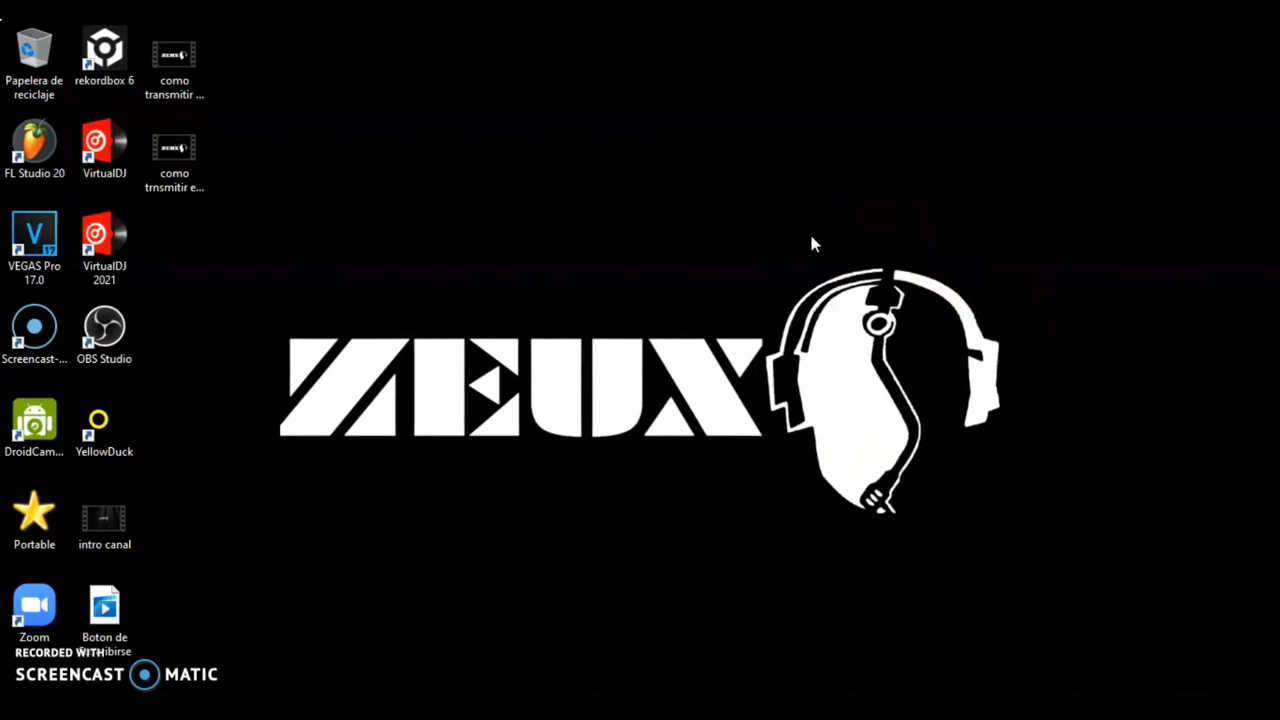 Papelera de
reciclaje
rekordbox 6
como
transmitir ...
FL Studio 20
VirtualDJ
como
trnsmitir e...
VEGAS Pro
17.0
VirtualDJ
2021
Screencast-...
OBS Studio
DroidCam...
YellowDuck
Portable
intro canal
Zoom
Boton de
ZEUX
RECORDED WITH
SCREENCAST MATIC